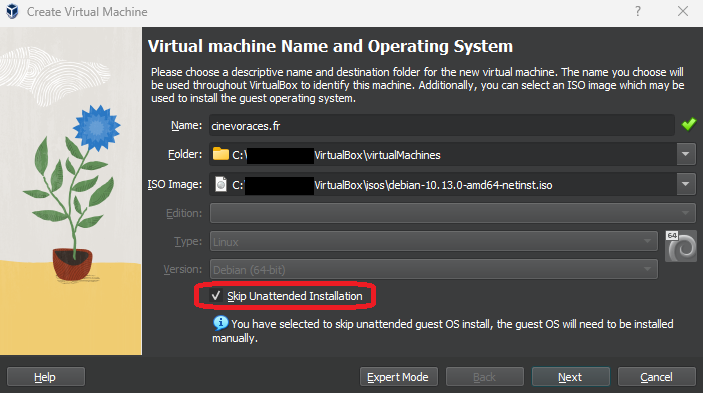 Create Virtual Machine
?
Virtual machine Name and Operating System
Please choose a descriptive name and destination folder for the new virtual machine. The name you choose will
be used throughout VirtualBox to identify this machine. Additionally, you can select an ISO image which may be
used to install the guest operating system.
Name: cinevoraces.fr
Folder: C:\ VirtualBox\virtualMachines
ISO Image: C: VirtualBox\isos\debian-10.13.0-amd64-netinst.iso
Edition:
Type: Linux
64
Version: Debian (64-bit)
Skip Unattended Installation
You have selected to skip unattended guest OS install, the guest OS will need to be installed
manually.
Help Expert Mode Back Next Cancel